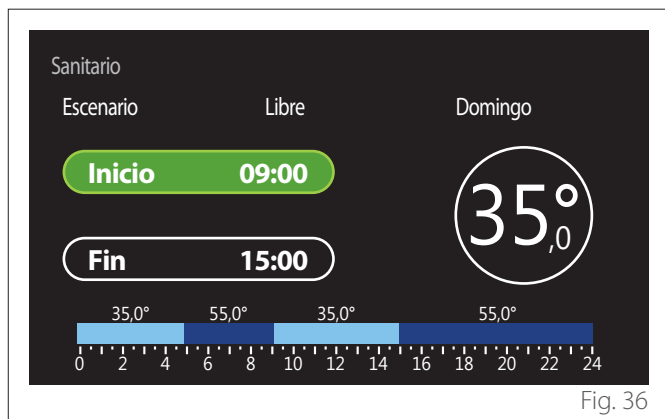 Sanitario
Escenario Libre Domingo
Inicio 09:00
35,0°
Fin 15:00
35,0° 55,0° 35,0° 55,0°
0 2 4 6 8 10 12 14 16 18 20 22 24
Fig. 36